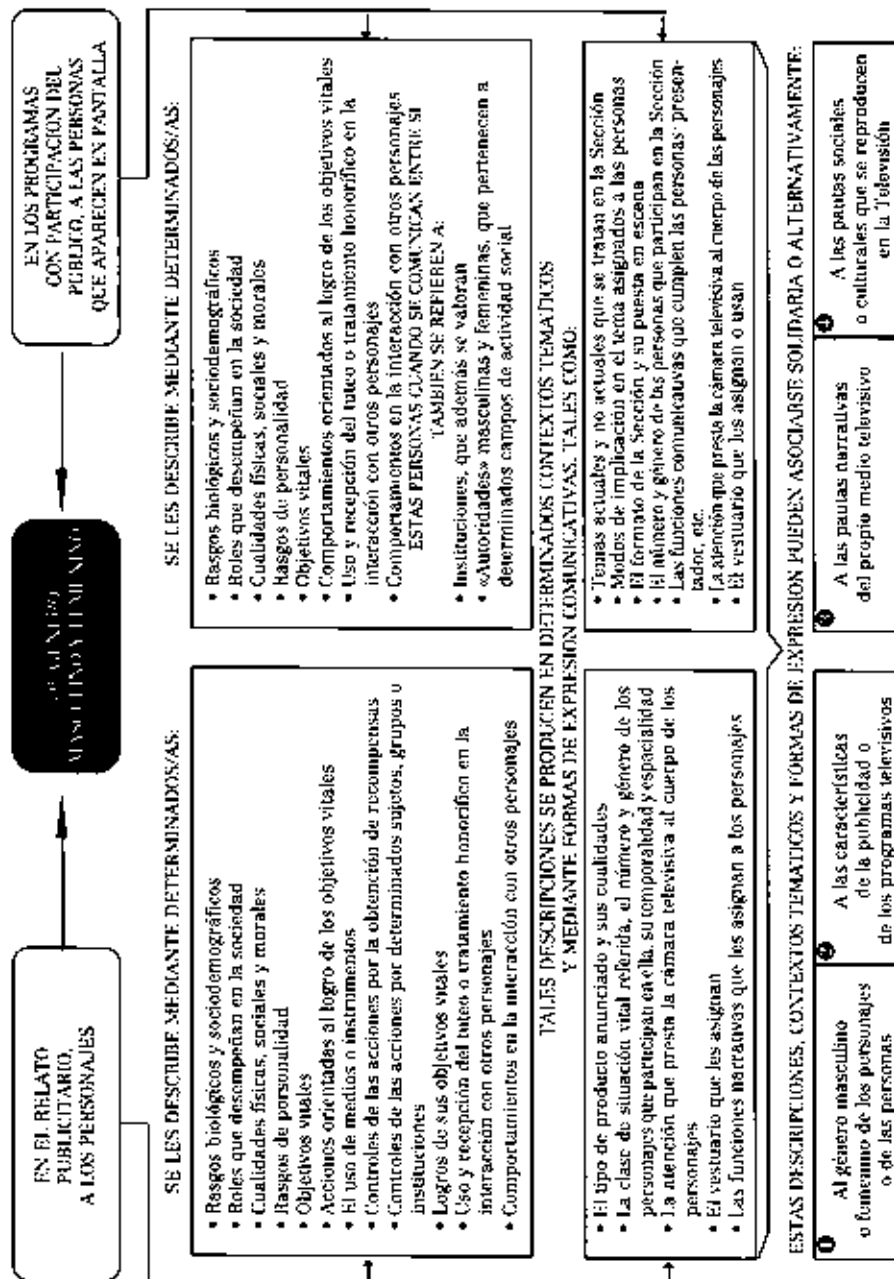 EN EL RELATO
PUBLICITARIO,
A LOS PERSONAJES
DE GENERO
MASCULINO Y FEMENINO
EN LOS PROGRAMAS
CON PARTICIPACION DEL
PUBLICO, A LAS PERSONAS
QUE APARECEN EN PANTALLA
SE LES DESCRIBE MEDIANTE DETERMINADOS/AS:
• Rasgos biológicos y sociodemográficos
• Roles que desempeñan en la sociedad
• Cualidades físicas, sociales y morales
• Rasgos de personalidad
• Objetivos vitales
• Acciones orientadas al logro de los objetivos vitales
• El uso de medios o instrumentos
• Controles de las acciones por la obtención de recompensas
• Controles de las acciones por determinados sujetos, grupos o
instituciones
• Logros de sus objetivos vitales
• Uso y recepción del tuteo o tratamiento honorífico en la
interacción con otros personajes
• Comportamientos en la interacción con otros personajes
SE LES DESCRIBE MEDIANTE DETERMINADOS/AS:
• Rasgos biológicos y sociodemográficos
• Roles que desempeñan en la sociedad
• Cualidades físicas, sociales y morales
• Rasgos de personalidad
• Objetivos vitales
• Comportamientos orientados al logro de los objetivos vitales
• Uso y recepción del tuteo o tratamiento honorífico en la
interacción con otros personajes
• Comportamientos en la interacción con otros personajes
ESTAS PERSONAS CUANDO SE COMUNICAN ENTRE SI
TAMBIEN SE REFIEREN A:
• Instituciones, que además se valoran
• «Autoridades» masculinas y femeninas, que pertenecen a
determinados campos de actividad social
TALES DESCRIPCIONES SE PRODUCEN EN DETERMINADOS CONTEXTOS TEMATICOS
Y MEDIANTE FORMAS DE EXPRESION COMUNICATIVAS, TALES COMO:
• El tipo de producto anunciado y sus cualidades
• La clase de situación vital referida, el número y género de los
personajes que participan en ella, su temporalidad y espacialidad
• La atención que presta la cámara televisiva al cuerpo de los
personajes
• El vestuario que les asignan
• Las funciones narrativas que les asignan a los personajes
• Temas actuales y no actuales que se tratan en la Sección
• Modos de implicación en el tema asignados a las personas
• El formato de la Sección y su puesta en escena
• El número y género de las personas que participan en la Sección
• Las funciones comunicativas que cumplen las personas: presen-
tador, etc.
• La atención que presta la cámara televisiva al cuerpo de los personajes
• El vestuario que les asignan o usan
ESTAS DESCRIPCIONES, CONTEXTOS TEMATICOS Y FORMAS DE EXPRESION PUEDEN ASOCIARSE SOLIDARIA O ALTERNATIVAMENTE:
1 Al género masculino
o femenino de los personajes
o de las personas
2 A las características
de la publicidad o
de los programas televisivos
3 A las pautas narrativas
del propio medio televisivo
4 A las pautas sociales
o culturales que se reproducen
en la Televisión